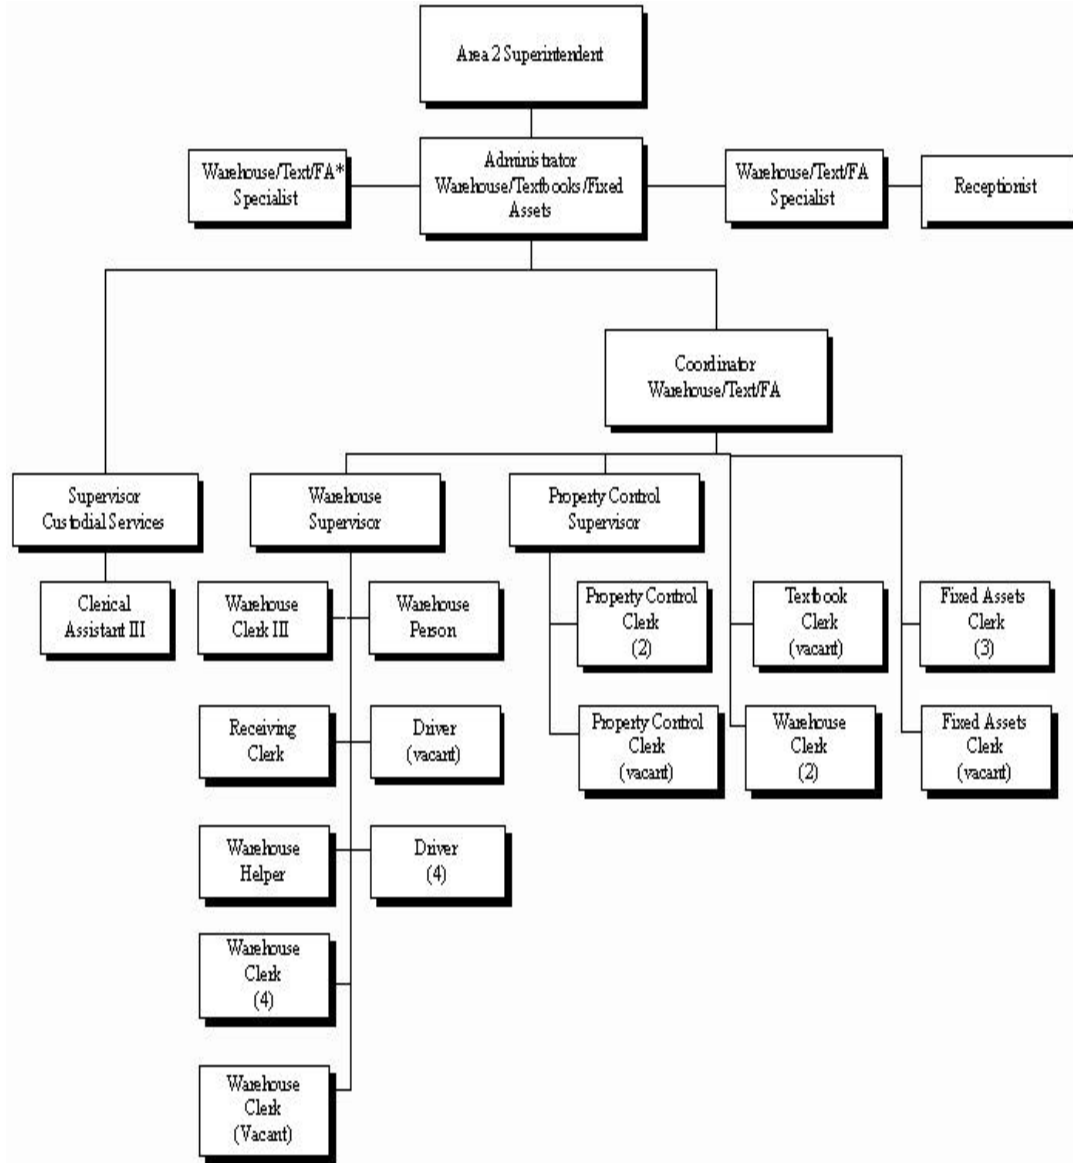 Area 2 Superintendent
Warehouse/Text/FA*
Specialist
Administrator
Warehouse/Textbooks/Fixed
Assets
Warehouse/Text/FA
Specialist
Receptionist
Coordinator
Warehouse/Text/FA
Supervisor
Custodial Services
Warehouse
Supervisor
Property Control
Supervisor
Clerical
Assistant III
Warehouse
Clerk III
Warehouse
Person
Property Control
Clerk
(2)
Textbook
Clerk
(vacant)
Fixed Assets
Clerk
(3)
Receiving
Clerk
Driver
(vacant)
Property Control
Clerk
(vacant)
Warehouse
Clerk
(2)
Fixed Assets
Clerk
(vacant)
Warehouse
Helper
Driver
(4)
Warehouse
Clerk
(4)
Warehouse
Clerk
(Vacant)